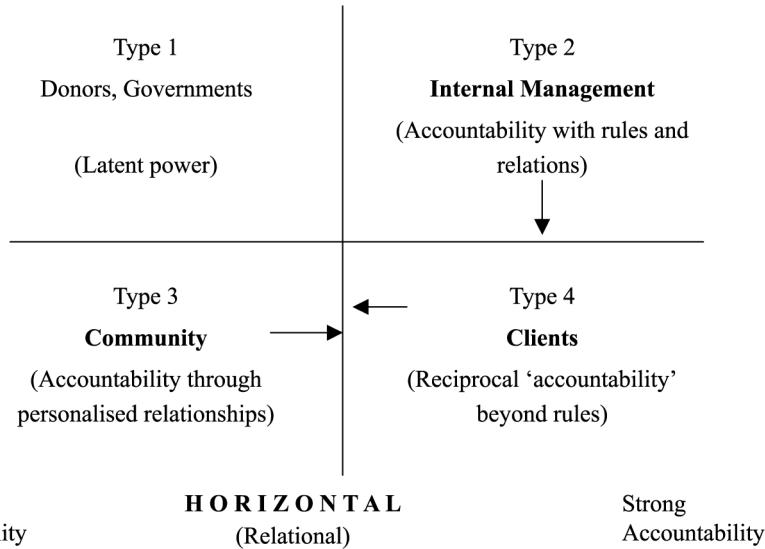 Type 1
Donors, Governments
(Latent power)
Type 2
Internal Management
(Accountability with rules and
relations)
Type 3
Community
(Accountability through
personalised relationships)
Type 4
Clients
(Reciprocal ‘accountability’
beyond rules)
H O R I Z O N T A L
(Relational)
Strong
Accountability